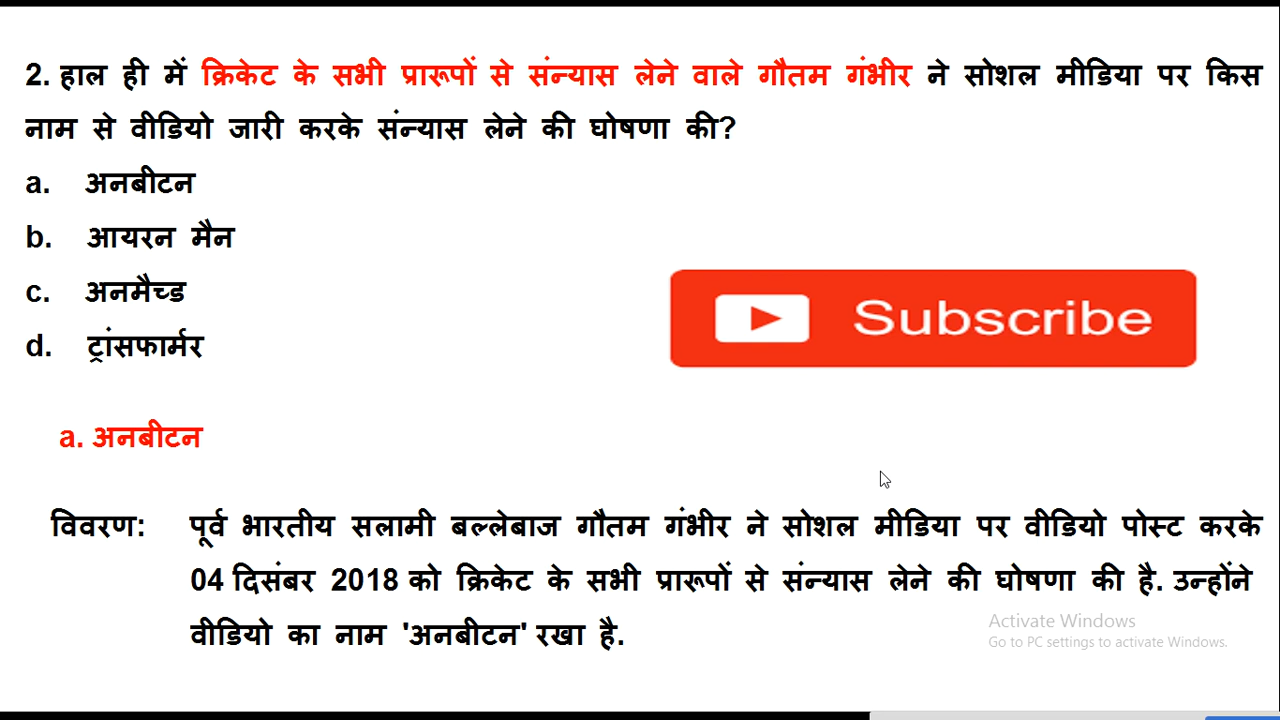 2. हाल ही में क्रिकेट के सभी प्रारूपों से संन्यास लेने वाले गौतम गंभीर ने सोशल मीडिया पर किस
नाम से वीडियो जारी करके संन्यास लेने की घोषणा की?
a. अनबीटन
b. आयरन मैन
c. अनमैच्ड
d. ट्रांसफार्मर
Subscribe
a. अनबीटन
विवरण: पूर्व भारतीय सलामी बल्लेबाज गौतम गंभीर ने सोशल मीडिया पर वीडियो पोस्ट करके
04 दिसंबर 2018 को क्रिकेट के सभी प्रारूपों से संन्यास लेने की घोषणा की है. उन्होंने
वीडियो का नाम 'अनबीटन' रखा है.
Activate Windows
Go to PC settings to activate Windows.